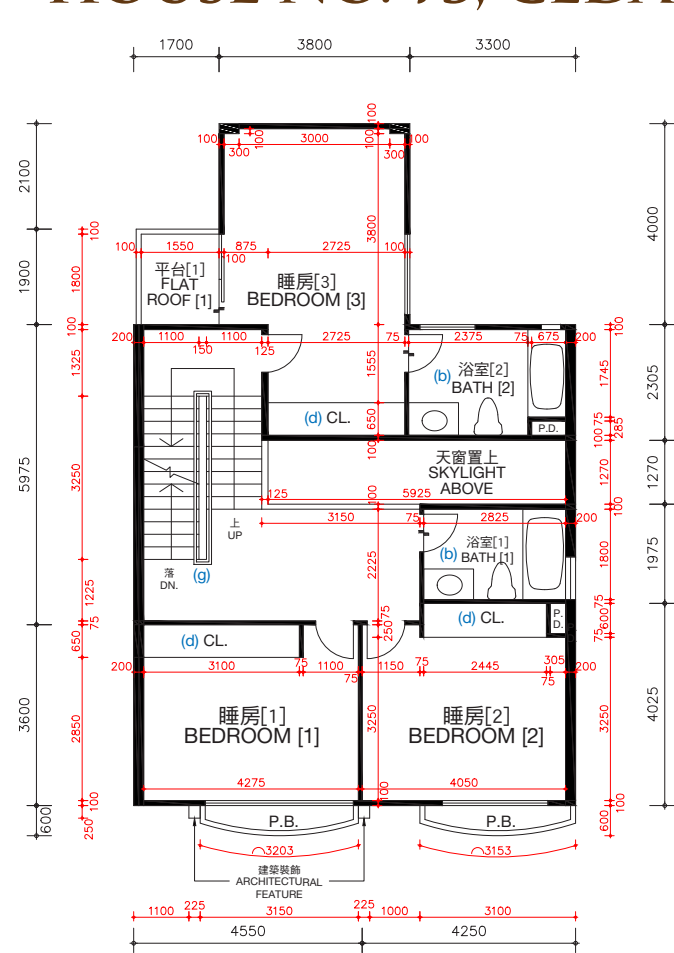 1700 3800 3300
100
100 3000 100
100 100
300 300
2100
3800
4000
100
100 1550 875 2725 100
100
平台[1]
FLAT
ROOF [1]
睡房[3]
BEDROOM [3]
1900
1800
100 100
200 1100 1100 2725 75 2375 75 675 200
150 125
1325
1555
1745
2305
浴室[2]
(b) BATH [2]
(d) CL.
650
75
285
P.D.
100
100
天窗置上
SKYLIGHT
ABOVE
5975
3250
1270
1270
125 5925
100
3150 75 2825 200
100
上
UP
浴室[1]
(b) BATH [1]
落
DN.
(g)
2225
1800
1975
1225
75
75
(d) CL.
P.
D.
600
75
250
75
650
(d) CL.
200 3100 75 1100 1150 75 2445 305 200
75 75
睡房[1]
BEDROOM [1]
睡房[2]
BEDROOM [2]
3600
2850
3250
3250
4025
4275 4050
100 100 100
P.B. P.B.
600
250
600
3203 3153
建築裝飾
ARCHITECTURAL
FEATURE
1100 225 3150 225 1000 3100
4550 4250